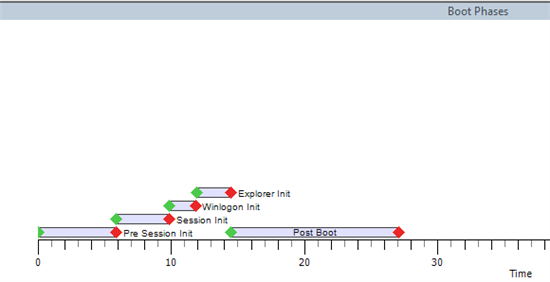 Boot Phases
Explorer Init
Winlogon Init
Session Init
Pre Session Init
Post Boot
0
10
20
30
Time